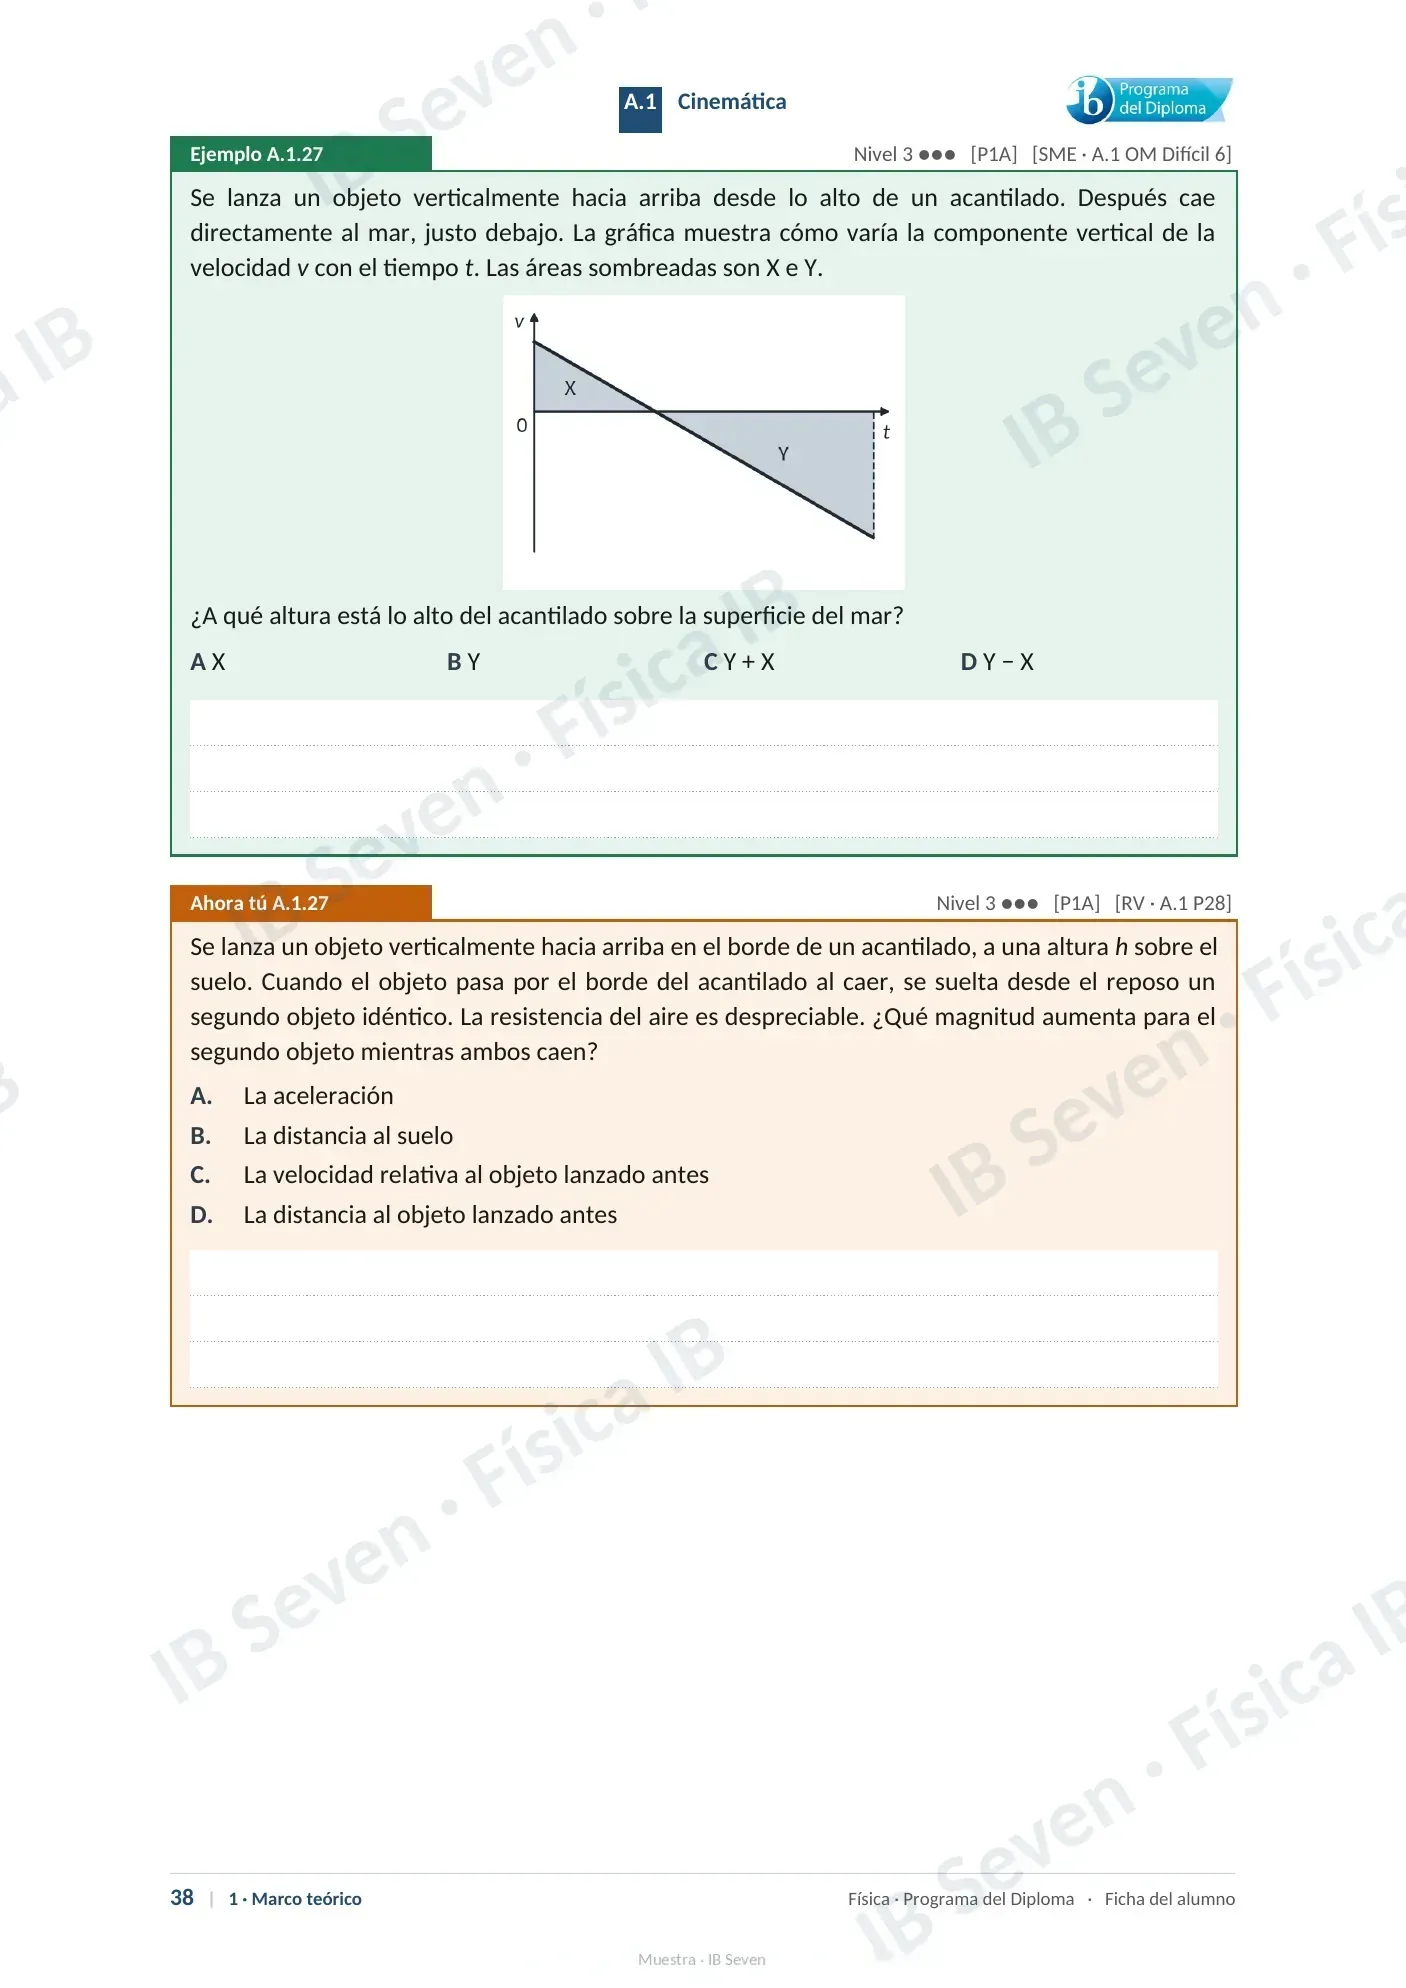 A.1 Cinemática
ib Programa
del Diploma
Ejemplo A.1.27
Nivel 3 ●●● [P1A] [SME · A.1 OM Difícil 6]
Se lanza un objeto verticalmente hacia arriba desde lo alto de un acantilado. Después cae
directamente al mar, justo debajo. La gráfica muestra cómo varía la componente vertical de la
velocidad v con el tiempo t. Las áreas sombreadas son X e Y.
v
X
0
t
Y
¿A qué altura está lo alto del acantilado sobre la superficie del mar?
A X
B Y
C Y + X
D Y − X
Ahora tú A.1.27
Nivel 3 ●●● [P1A] [RV · A.1 P28]
Se lanza un objeto verticalmente hacia arriba en el borde de un acantilado, a una altura h sobre el
suelo. Cuando el objeto pasa por el borde del acantilado al caer, se suelta desde el reposo un
segundo objeto idéntico. La resistencia del aire es despreciable. ¿Qué magnitud aumenta para el
segundo objeto mientras ambos caen?
A. La aceleración
B. La distancia al suelo
C. La velocidad relativa al objeto lanzado antes
D. La distancia al objeto lanzado antes
IB Seven · Física IB
38 | 1 · Marco teórico
Física · Programa del Diploma · Ficha del alumno
Muestra · IB Seven